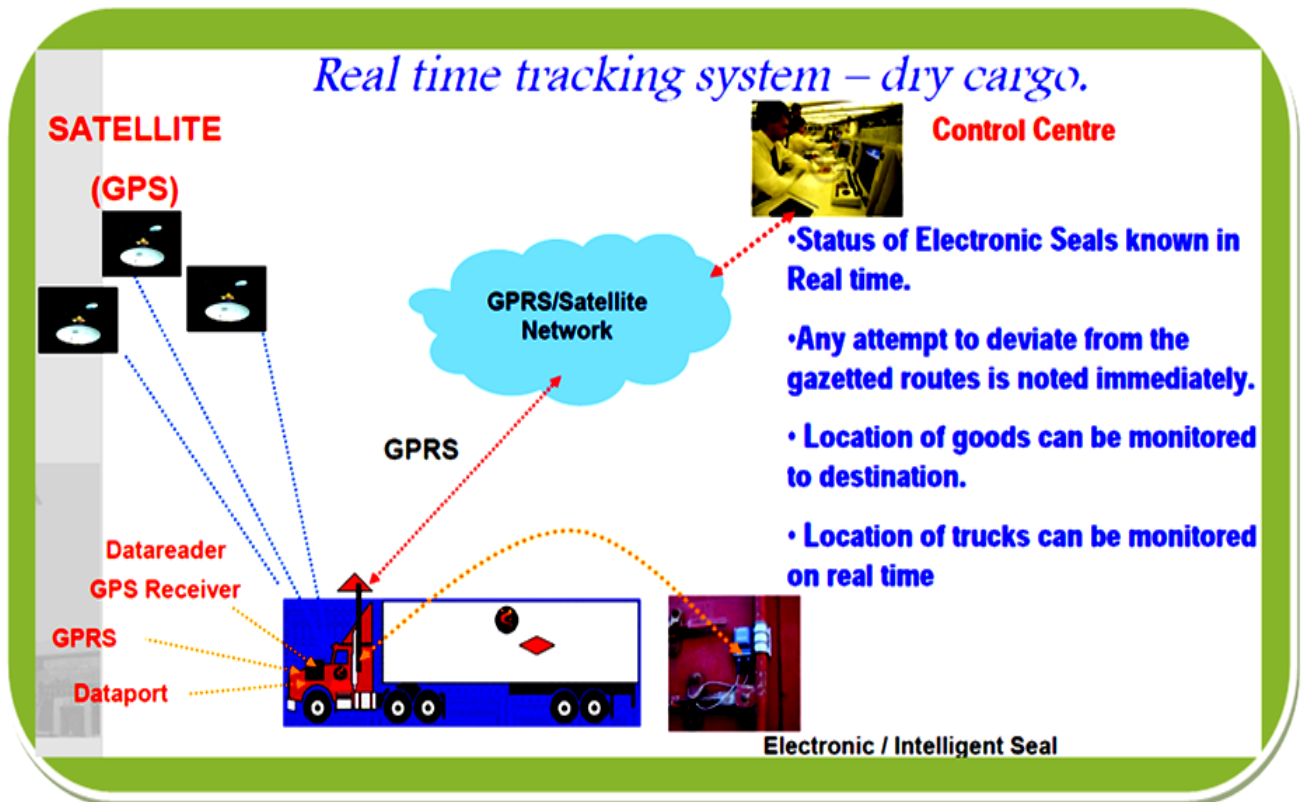 Real time tracking system – dry cargo.
SATELLITE
(GPS)
Control Centre
•Status of Electronic Seals known in
Real time.
•Any attempt to deviate from the
gazetted routes is noted immediately.
• Location of goods can be monitored
to destination.
• Location of trucks can be monitored
on real time
GPRS/Satellite
Network
GPRS
Datareader
GPS Receiver
GPRS
Dataport
Electronic / Intelligent Seal